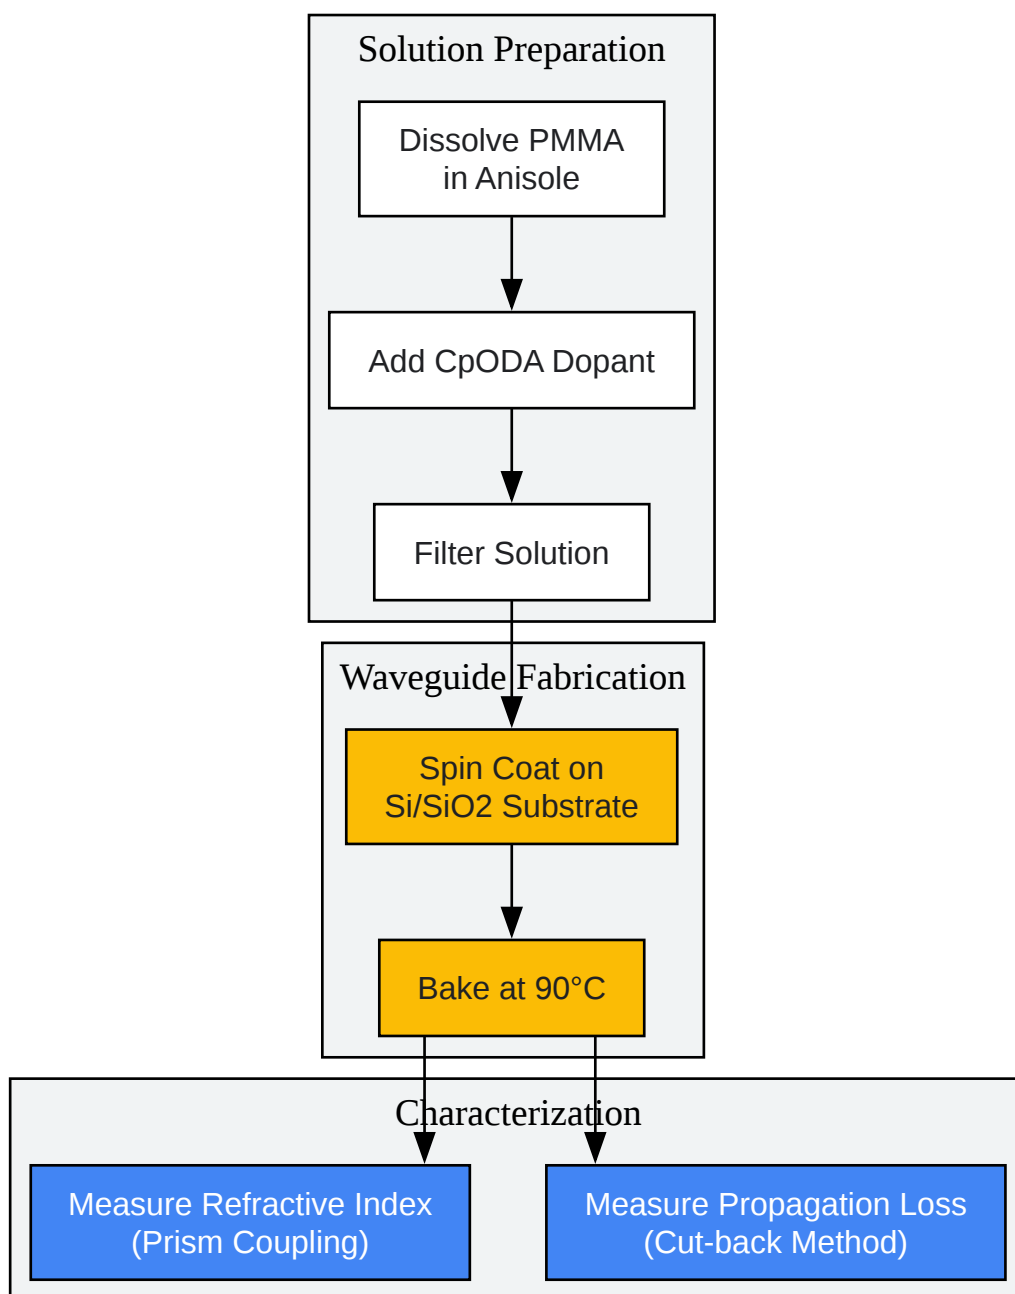 Solution Preparation
Dissolve PMMA
in Anisole
Add CpODA Dopant
Filter Solution
Waveguide Fabrication
Spin Coat on
Si/SiO2 Substrate
Bake at 90°C
Characterization
Measure Refractive Index
(Prism Coupling)
Measure Propagation Loss
(Cut-back Method)